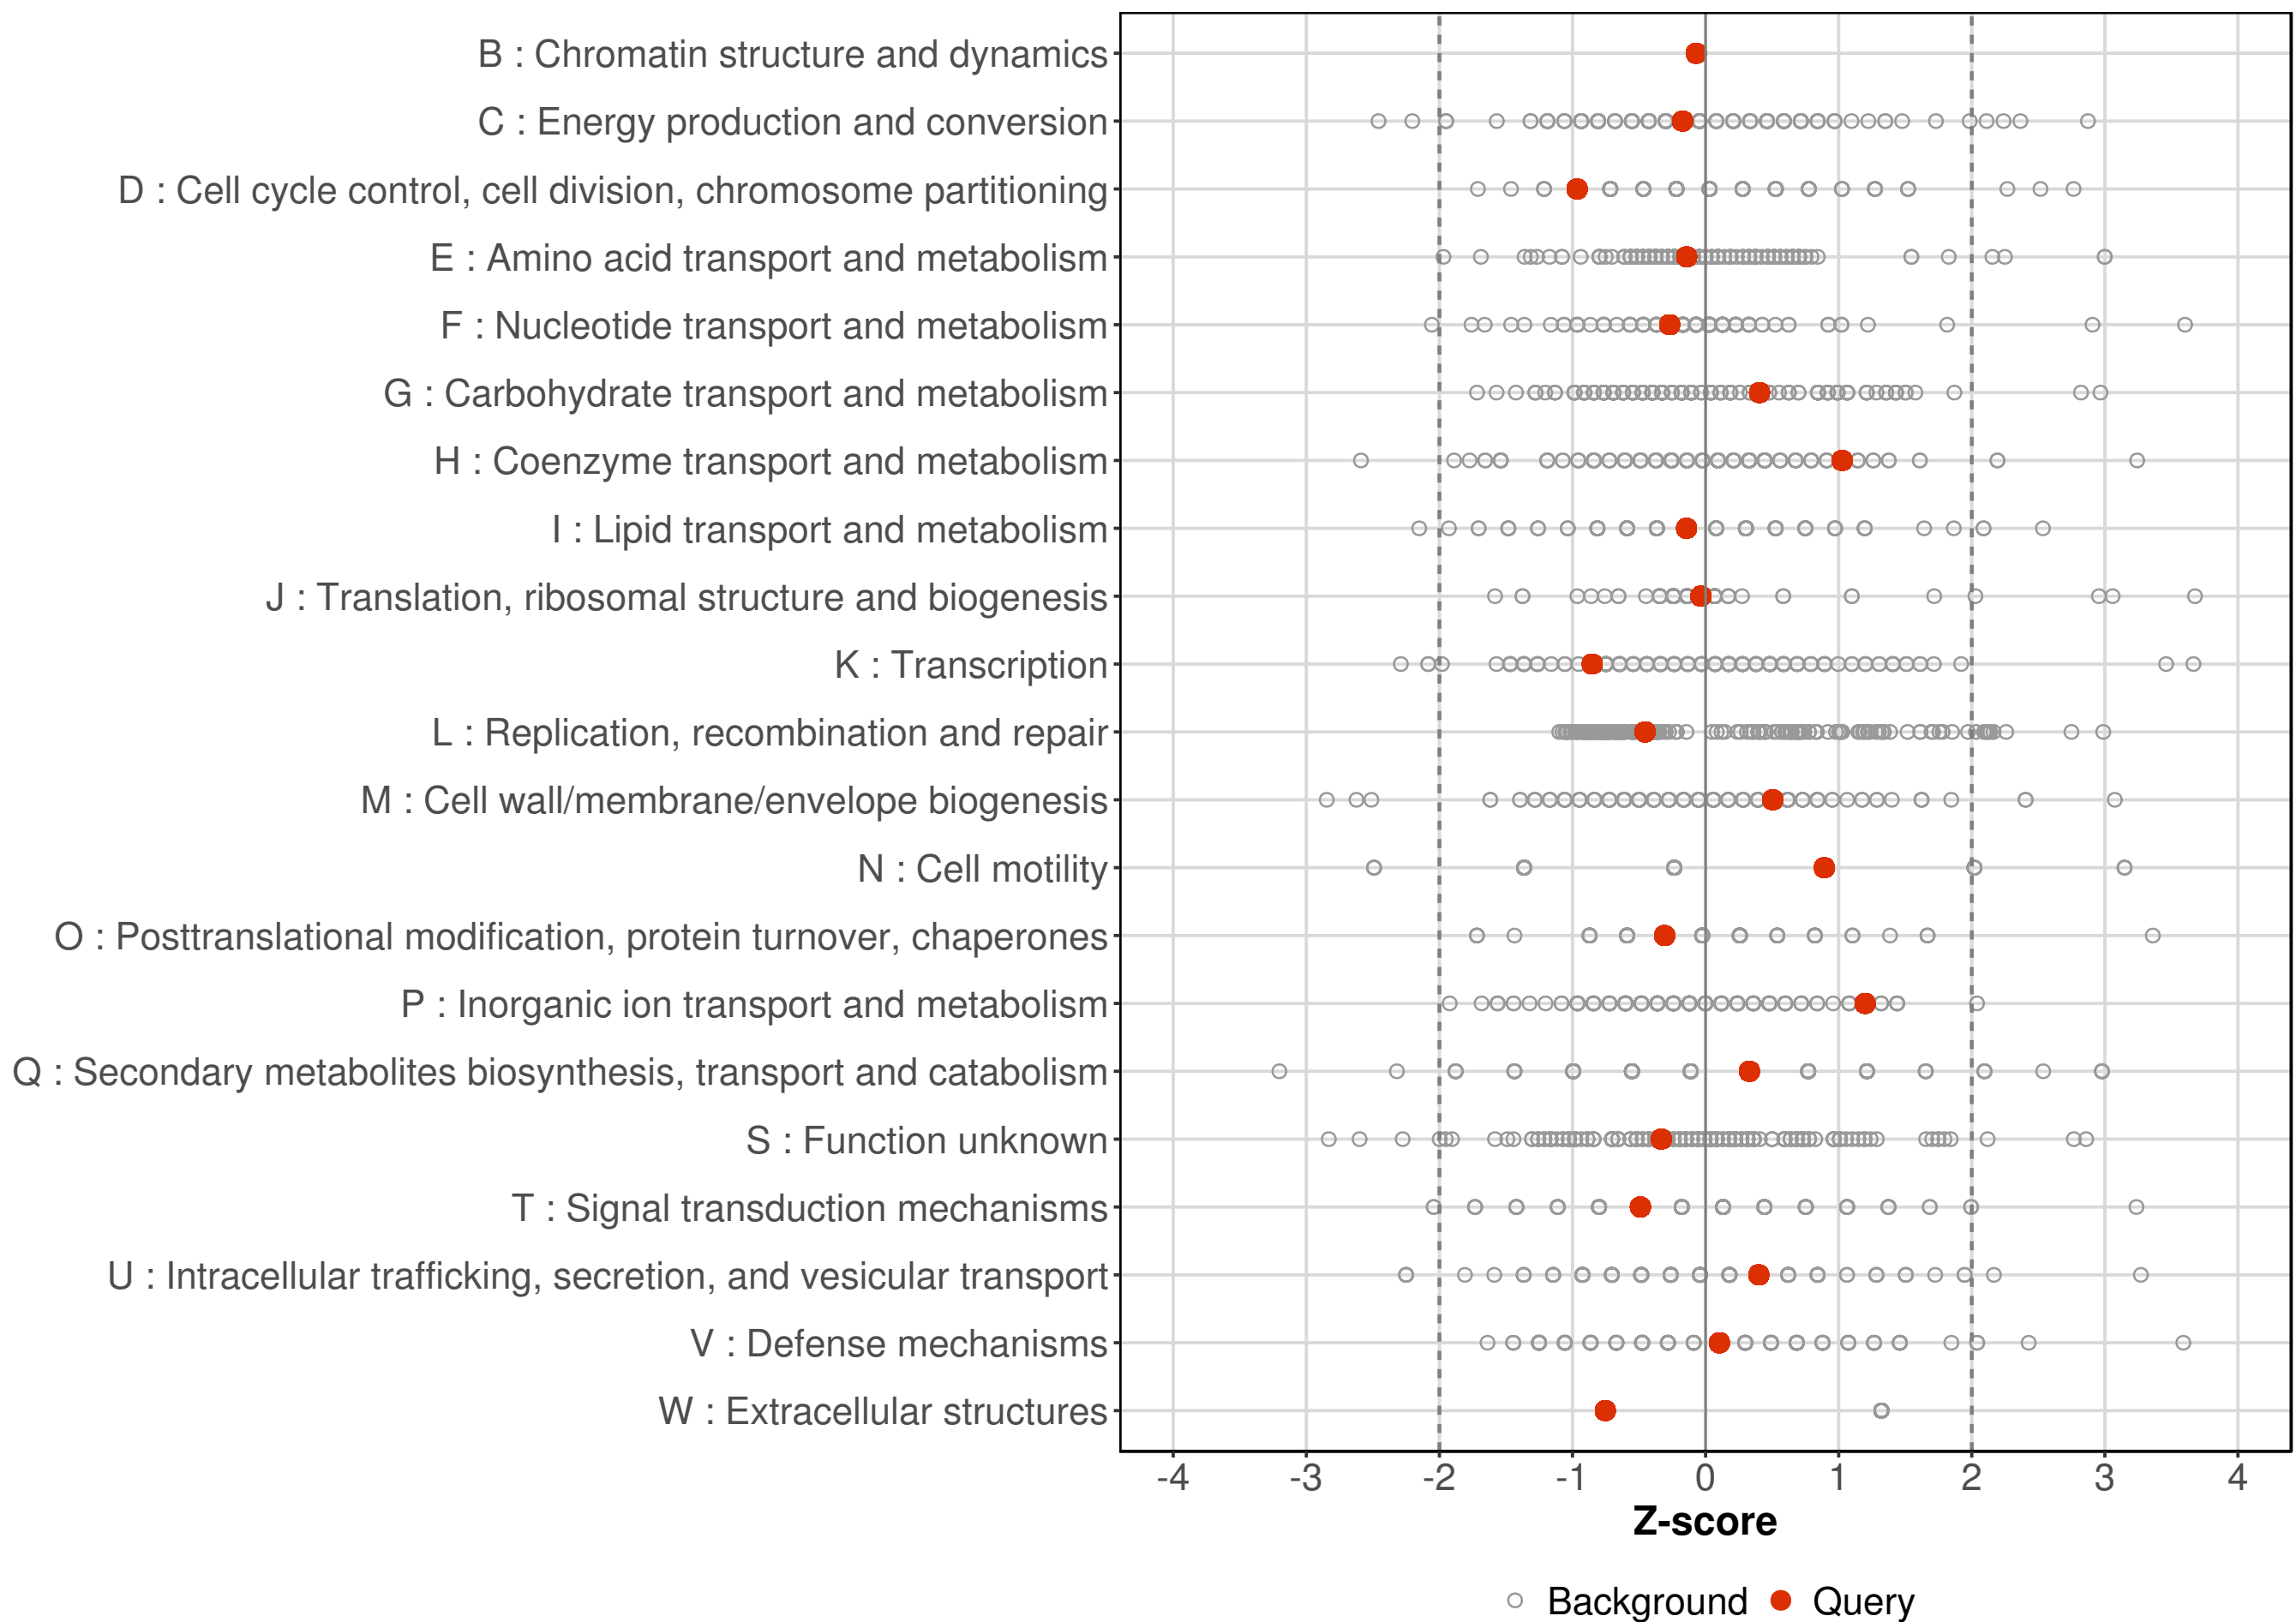 B : Chromatin structure and dynamics
C : Energy production and conversion
D : Cell cycle control, cell division, chromosome partitioning
E : Amino acid transport and metabolism
F : Nucleotide transport and metabolism
G : Carbohydrate transport and metabolism
H : Coenzyme transport and metabolism
I : Lipid transport and metabolism
J : Translation, ribosomal structure and biogenesis
K : Transcription
L : Replication, recombination and repair
M : Cell wall/membrane/envelope biogenesis
N : Cell motility
O : Posttranslational modification, protein turnover, chaperones
P : Inorganic ion transport and metabolism
Q : Secondary metabolites biosynthesis, transport and catabolism
S : Function unknown
T : Signal transduction mechanisms
U : Intracellular trafficking, secretion, and vesicular transport
V : Defense mechanisms
W : Extracellular structures
-4 -3 -2 -1 0 1 2 3 4
Z-score
Background Query